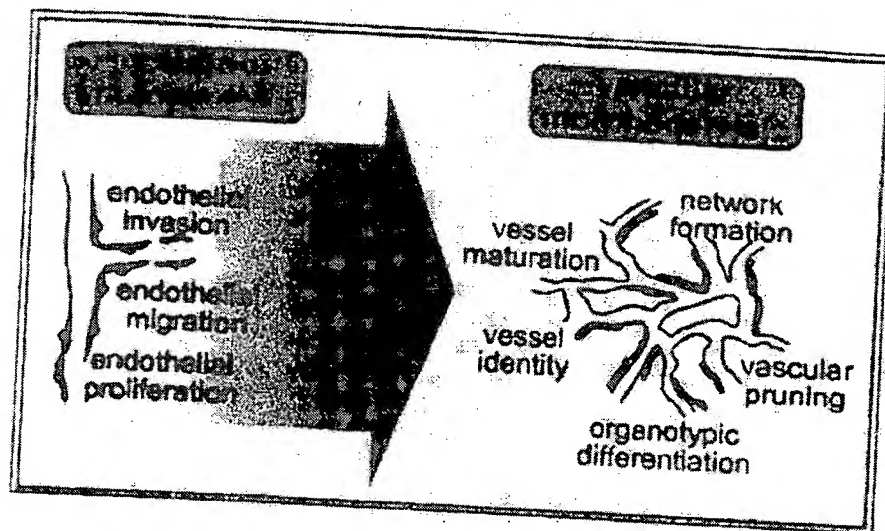 endothelial
invasion
endothelial
migration
endothelial
proliferation
vessel
maturation
network
formation
vessel
identity
vascular
pruning
organotypic
differentiation